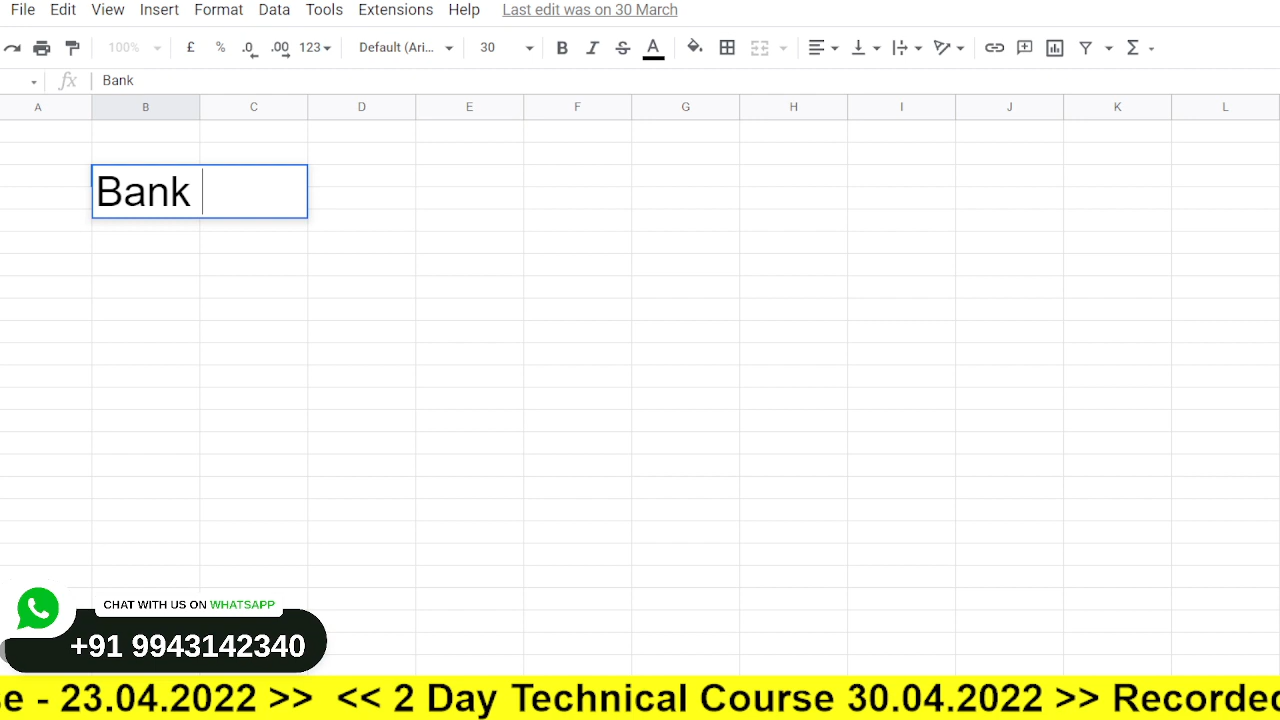 File Edit View Insert Format Data Tools Extensions Help Last edit was on 30 March
100% £ % .0 .00 123 Default (Ari... 30 B I S A Σ
fx Bank
A B C D E F G H I J K L
Bank
CHAT WITH US ON WHATSAPP
+91 9943142340
se - 23.04.2022 >> << 2 Day Technical Course 30.04.2022 >> Recorded